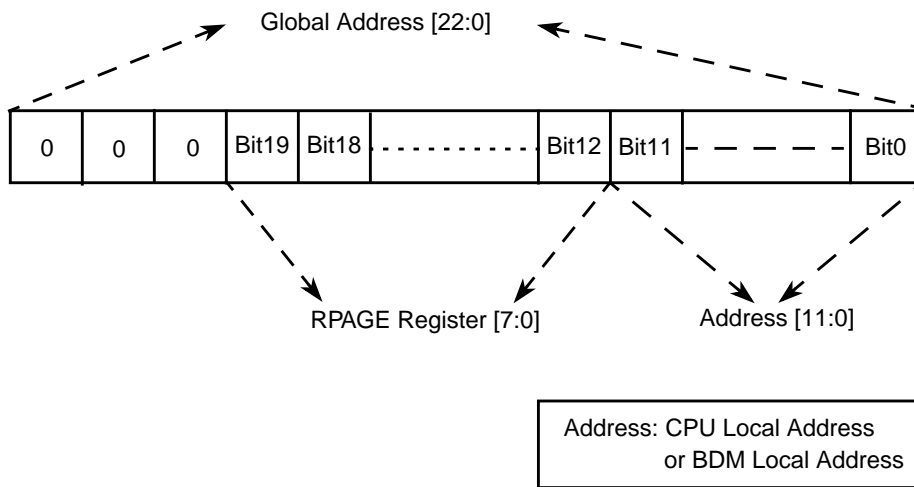 Global Address [22:0]
0 0 0 Bit19 Bit18 Bit12 Bit11 Bit0
RPAGE Register [7:0] Address [11:0]
Address: CPU Local Address
or BDM Local Address